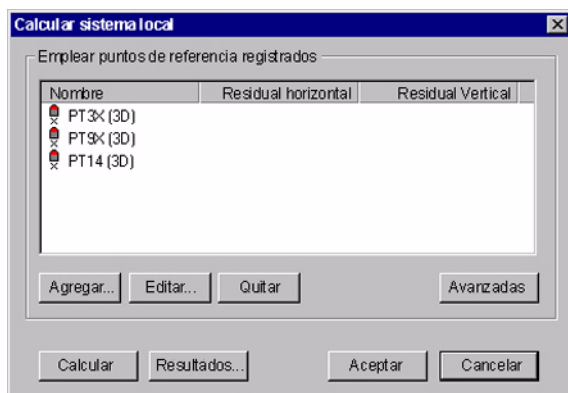 Calcular sistema local
Emplear puntos de referencia registrados
Nombre Residual horizontal Residual Vertical
PT3X (3D)
PT9X (3D)
PT14 (3D)
Agregar... Editar... Quitar Avanzadas
Calcular Resultados... Aceptar Cancelar